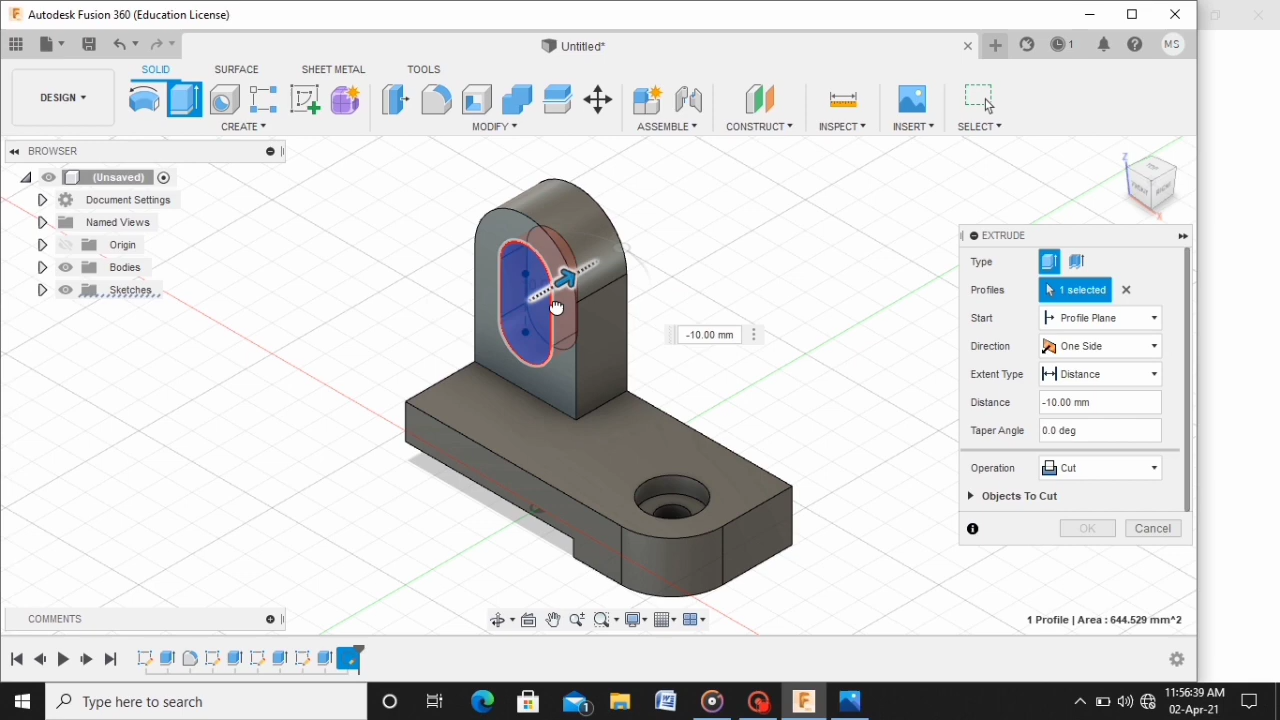 Autodesk Fusion 360 (Education License)
Untitled*
1
MS
SOLID
SURFACE
SHEET METAL
TOOLS
DESIGN
CREATE
MODIFY
ASSEMBLE
CONSTRUCT
INSPECT
INSERT
SELECT
BROWSER
(Unsaved)
Document Settings
Named Views
Origin
Bodies
Sketches
Z
TOP
FRONT
RIGHT
X
-10.00 mm
EXTRUDE
Type
Profiles
1 selected
Start
Profile Plane
Direction
One Side
Extent Type
Distance
Distance
-10.00 mm
Taper Angle
0.0 deg
Operation
Cut
Objects To Cut
OK
Cancel
COMMENTS
1 Profile | Area : 644.529 mm^2
Type here to search
1
11:56:39 AM
02-Apr-21